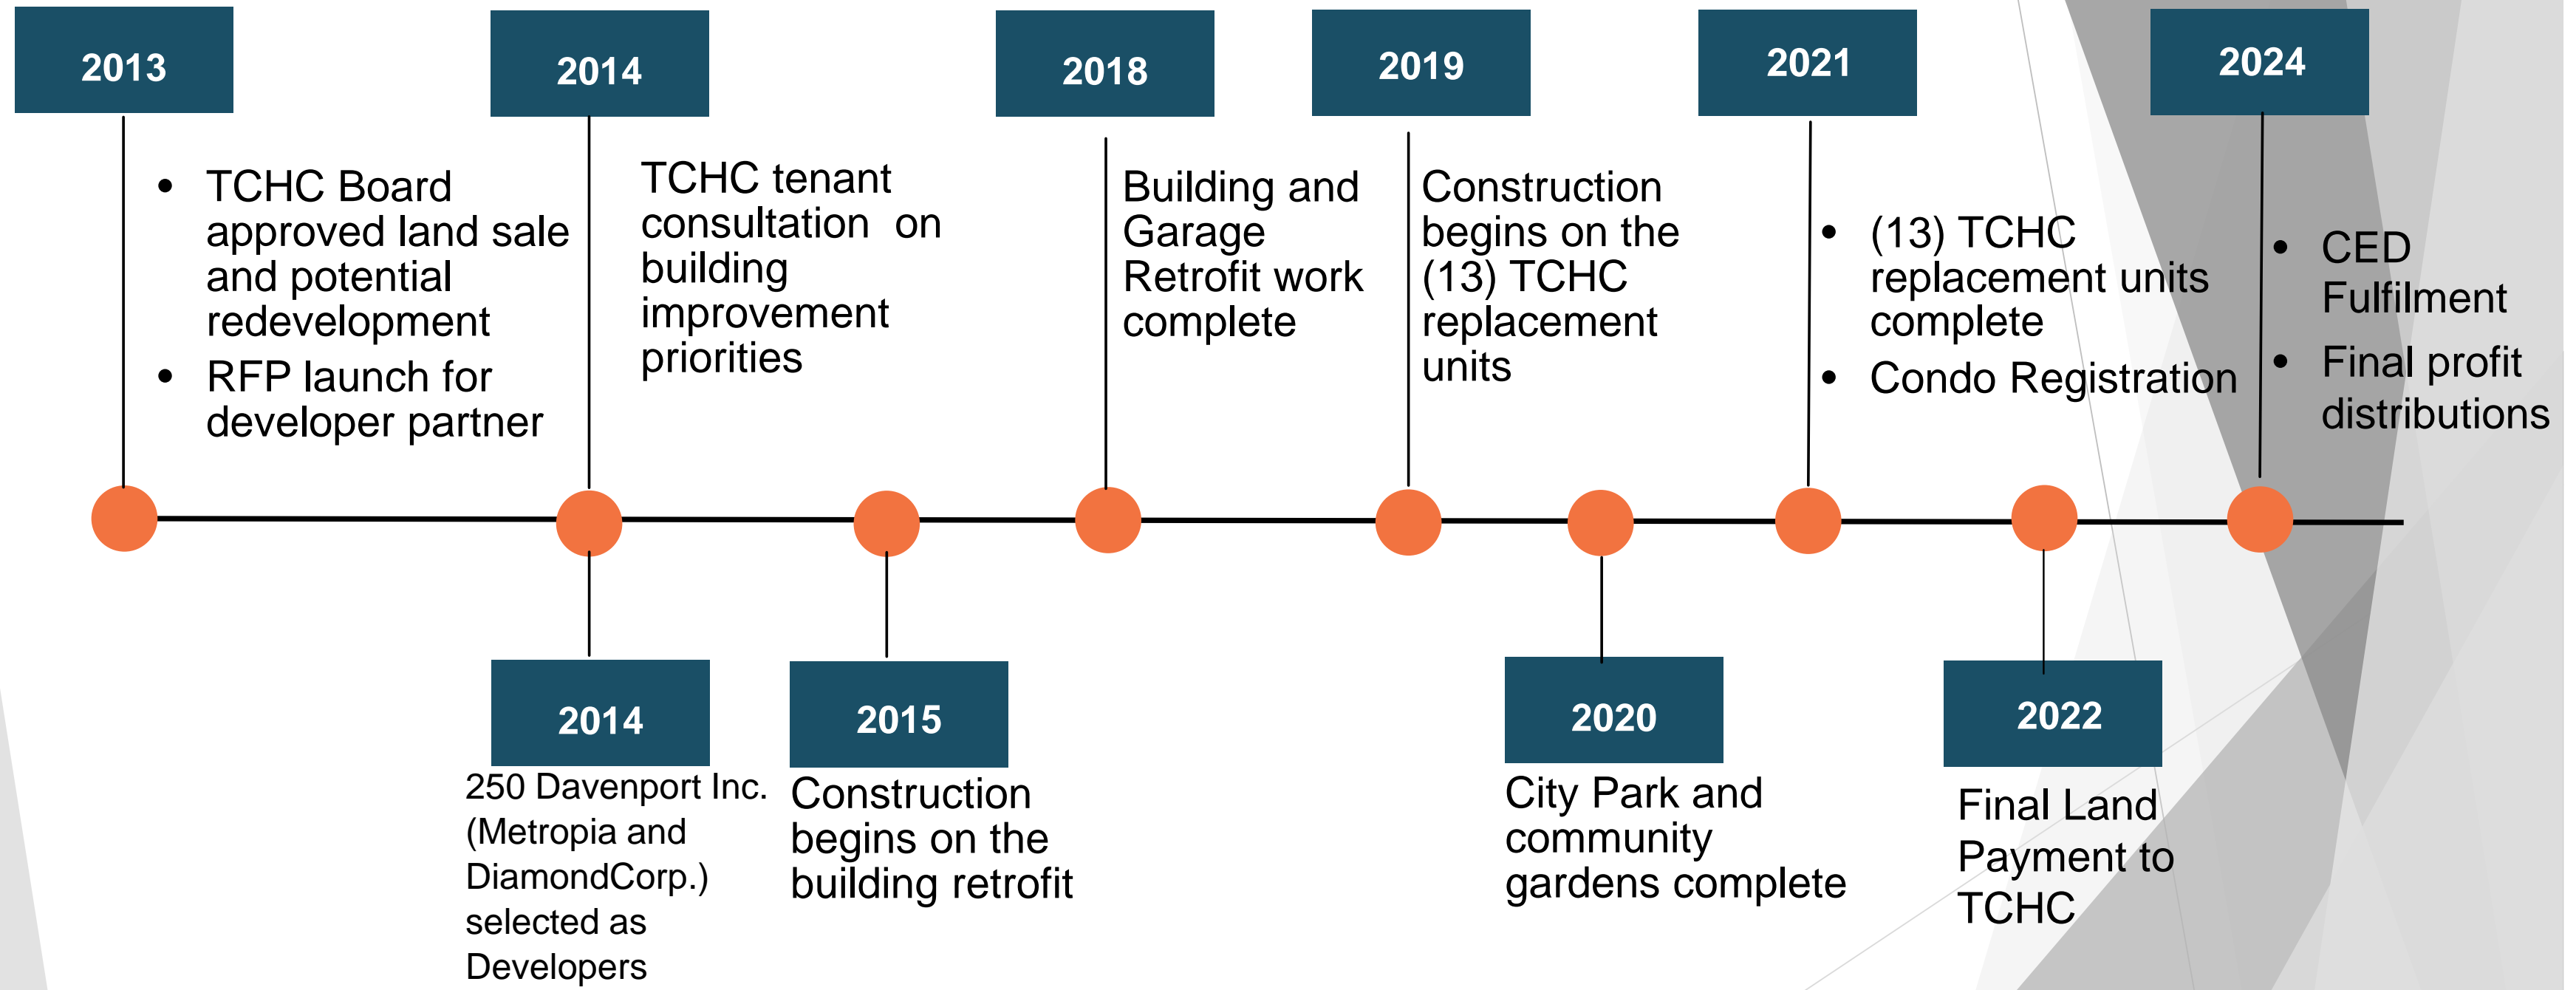 2013
• TCHC Board
approved land sale
and potential
redevelopment
• RFP launch for
developer partner
2014
TCHC tenant
consultation on
building
improvement
priorities
2018
Building and
Garage
Retrofit work
complete
2019
Construction
begins on the
(13) TCHC
replacement
units
2021
• (13) TCHC
replacement units
complete
• Condo Registration
2024
• CED
Fulfilment
• Final profit
distributions
2014
250 Davenport Inc.
(Metropia and
DiamondCorp.)
selected as
Developers
2015
Construction
begins on the
building retrofit
2020
City Park and
community
gardens complete
2022
Final Land
Payment to
TCHC